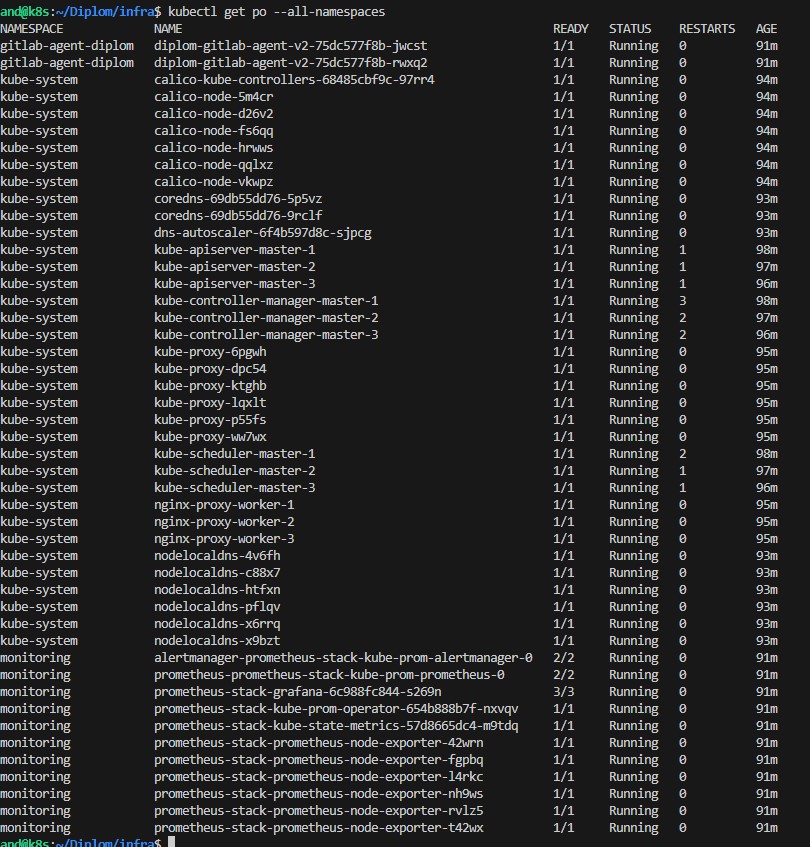 and@k8s:~/Diplom/infra$ kubectl get po --all-namespaces
NAMESPACE NAME READY STATUS RESTARTS AGE
gitlab-agent-diplom diplom-gitlab-agent-v2-75dc577f8b-jwcst 1/1 Running 0 91m
gitlab-agent-diplom diplom-gitlab-agent-v2-75dc577f8b-rwxq2 1/1 Running 0 91m
kube-system calico-kube-controllers-68485cbf9c-97rr4 1/1 Running 0 94m
kube-system calico-node-5m4cr 1/1 Running 0 94m
kube-system calico-node-d26v2 1/1 Running 0 94m
kube-system calico-node-fs6qq 1/1 Running 0 94m
kube-system calico-node-hrwws 1/1 Running 0 94m
kube-system calico-node-qqlxz 1/1 Running 0 94m
kube-system calico-node-vkwpz 1/1 Running 0 94m
kube-system coredns-69db55dd76-5p5vz 1/1 Running 0 93m
kube-system coredns-69db55dd76-9rclf 1/1 Running 0 93m
kube-system dns-autoscaler-6f4b597d8c-sjpcg 1/1 Running 0 93m
kube-system kube-apiserver-master-1 1/1 Running 1 98m
kube-system kube-apiserver-master-2 1/1 Running 1 97m
kube-system kube-apiserver-master-3 1/1 Running 1 96m
kube-system kube-controller-manager-master-1 1/1 Running 3 98m
kube-system kube-controller-manager-master-2 1/1 Running 2 97m
kube-system kube-controller-manager-master-3 1/1 Running 2 96m
kube-system kube-proxy-6pgwh 1/1 Running 0 95m
kube-system kube-proxy-dpc54 1/1 Running 0 95m
kube-system kube-proxy-ktghb 1/1 Running 0 95m
kube-system kube-proxy-lqxlt 1/1 Running 0 95m
kube-system kube-proxy-p55fs 1/1 Running 0 95m
kube-system kube-proxy-ww7wx 1/1 Running 0 95m
kube-system kube-scheduler-master-1 1/1 Running 2 98m
kube-system kube-scheduler-master-2 1/1 Running 1 97m
kube-system kube-scheduler-master-3 1/1 Running 1 96m
kube-system nginx-proxy-worker-1 1/1 Running 0 95m
kube-system nginx-proxy-worker-2 1/1 Running 0 95m
kube-system nginx-proxy-worker-3 1/1 Running 0 95m
kube-system nodelocaldns-4v6fh 1/1 Running 0 93m
kube-system nodelocaldns-c88x7 1/1 Running 0 93m
kube-system nodelocaldns-htfxn 1/1 Running 0 93m
kube-system nodelocaldns-pflqv 1/1 Running 0 93m
kube-system nodelocaldns-x6rrq 1/1 Running 0 93m
kube-system nodelocaldns-x9bzt 1/1 Running 0 93m
monitoring alertmanager-prometheus-stack-kube-prom-alertmanager-0 2/2 Running 0 91m
monitoring prometheus-prometheus-stack-kube-prom-prometheus-0 2/2 Running 0 91m
monitoring prometheus-stack-grafana-6c988fc844-s269n 3/3 Running 0 91m
monitoring prometheus-stack-kube-prom-operator-654b888b7f-nxvqv 1/1 Running 0 91m
monitoring prometheus-stack-kube-state-metrics-57d8665dc4-m9tdq 1/1 Running 0 91m
monitoring prometheus-stack-prometheus-node-exporter-42wrn 1/1 Running 0 91m
monitoring prometheus-stack-prometheus-node-exporter-fgpbq 1/1 Running 0 91m
monitoring prometheus-stack-prometheus-node-exporter-l4rkc 1/1 Running 0 91m
monitoring prometheus-stack-prometheus-node-exporter-nh9ws 1/1 Running 0 91m
monitoring prometheus-stack-prometheus-node-exporter-rvlz5 1/1 Running 0 91m
monitoring prometheus-stack-prometheus-node-exporter-t42wx 1/1 Running 0 91m
and@k8s:~/Diplom/infra$